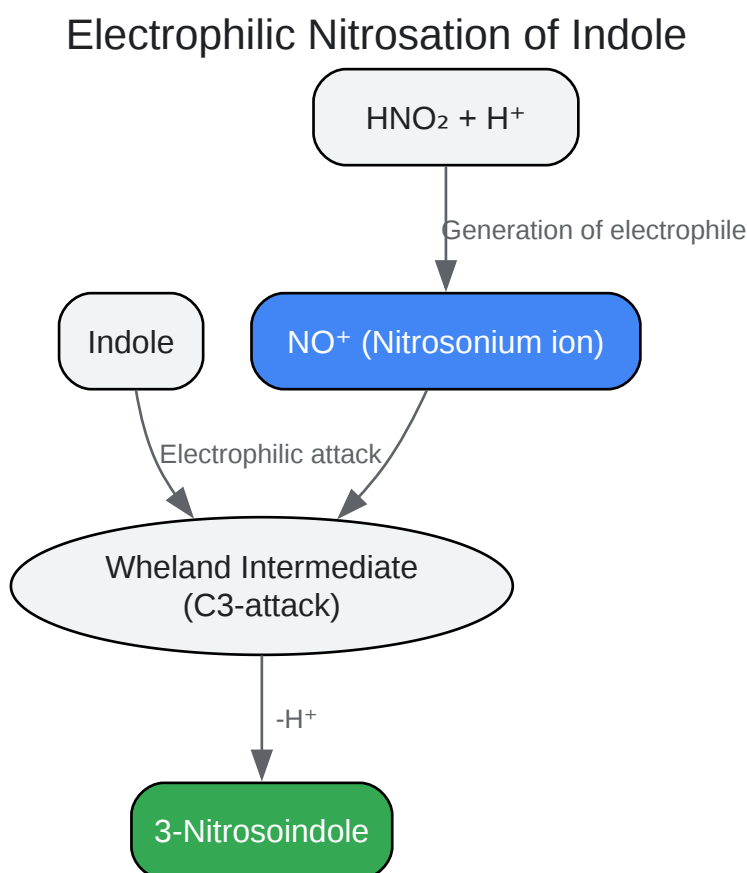 Electrophilic Nitrosation of Indole
HNO₂ + H⁺
Generation of electrophile
Indole
NO⁺ (Nitrosonium ion)
Electrophilic attack
Wheland Intermediate
(C3-attack)
-H⁺
3-Nitrosoindole